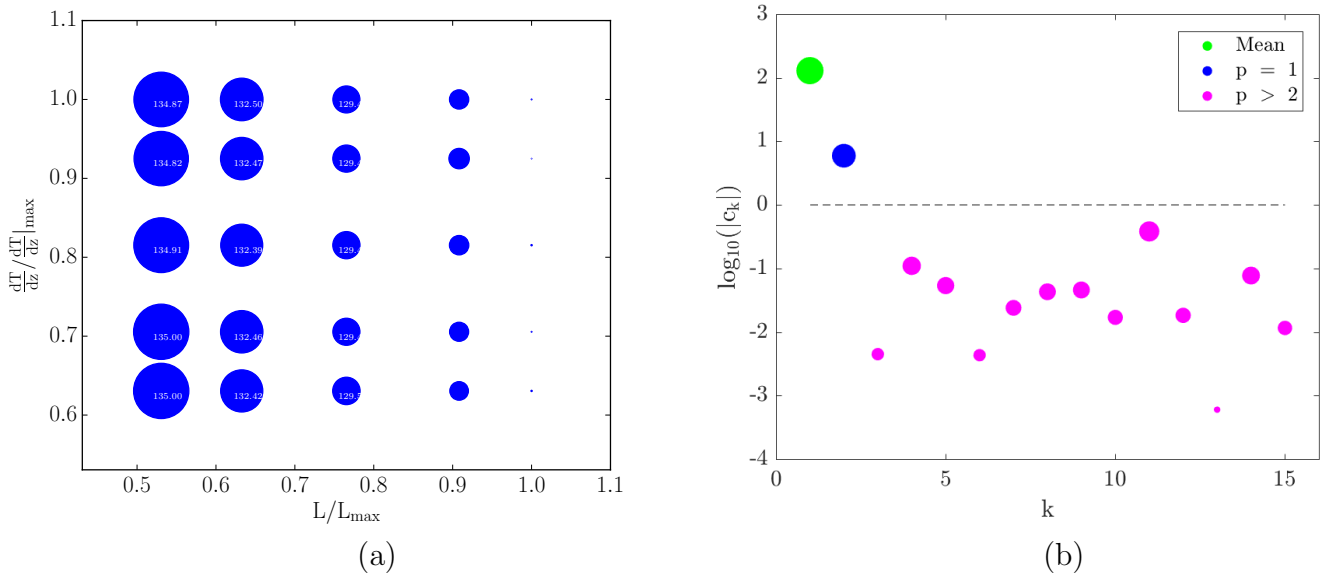 1.1
1.0
0.9
0.8
0.7
0.6
134.87 132.50
134.82 132.47
134.91 132.39
135.00 132.46
135.00 132.42
0.5 0.6 0.7 0.8 0.9 1.0 1.1
L/Lmax
dT/dz / dT/dz|max
(a)
3
2
1
0
-1
-2
-3
-4
Mean
p = 1
p > 2
log10(|ck|)
0 5 10 15
k
(b)